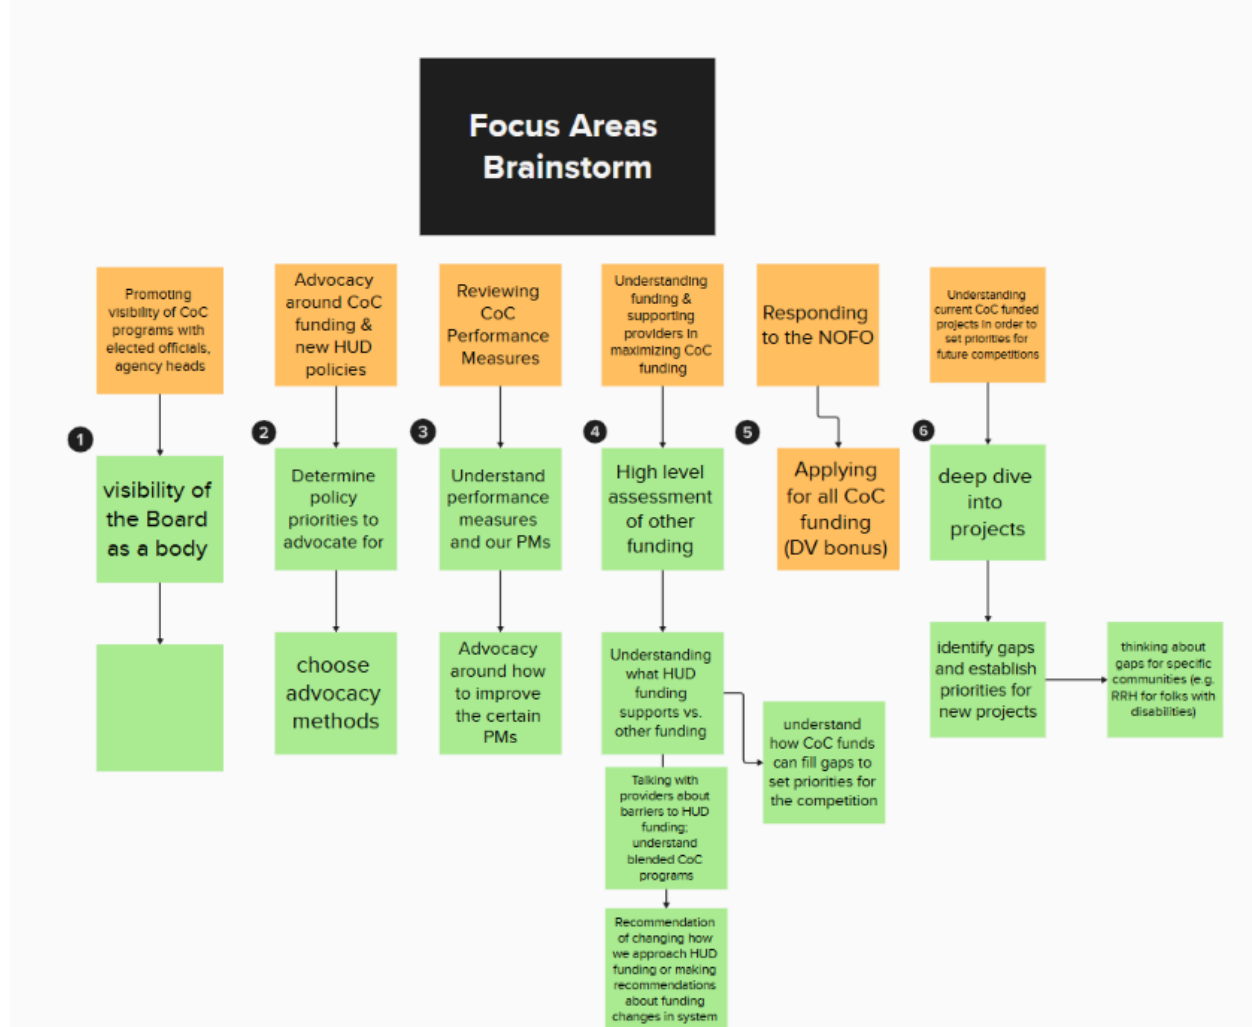 Focus Areas
Brainstorm
Promoting
visibility of CoC
programs with
elected officials,
agency heads
Advocacy
around CoC
funding &
new HUD
policies
Reviewing
CoC
Performance
Measures
Understanding
funding &
supporting
providers in
maximizing CoC
funding
Responding
to the NOFO
Understanding
current CoC funded
projects in order to
set priorities for
future competitions
1
visibility of
the Board
as a body
2
Determine
policy
priorities to
advocate for
3
Understand
performance
measures
and our PMs
4
High level
assessment
of other
funding
5
Applying
for all CoC
funding
(DV bonus)
6
deep dive
into
projects
choose
advocacy
methods
Advocacy
around how
to improve
the certain
PMs
Understanding
what HUD
funding
supports vs.
other funding
understand
how CoC funds
can fill gaps to
set priorities for
the competition
identify gaps
and establish
priorities for
new projects
thinking about
gaps for specific
communities (e.g.
RRH for folks with
disabilities)
Talking with
providers about
barriers to HUD
funding;
understand
blended CoC
programs
Recommendation
of changing how
we approach HUD
funding or making
recommendations
about funding
changes in system